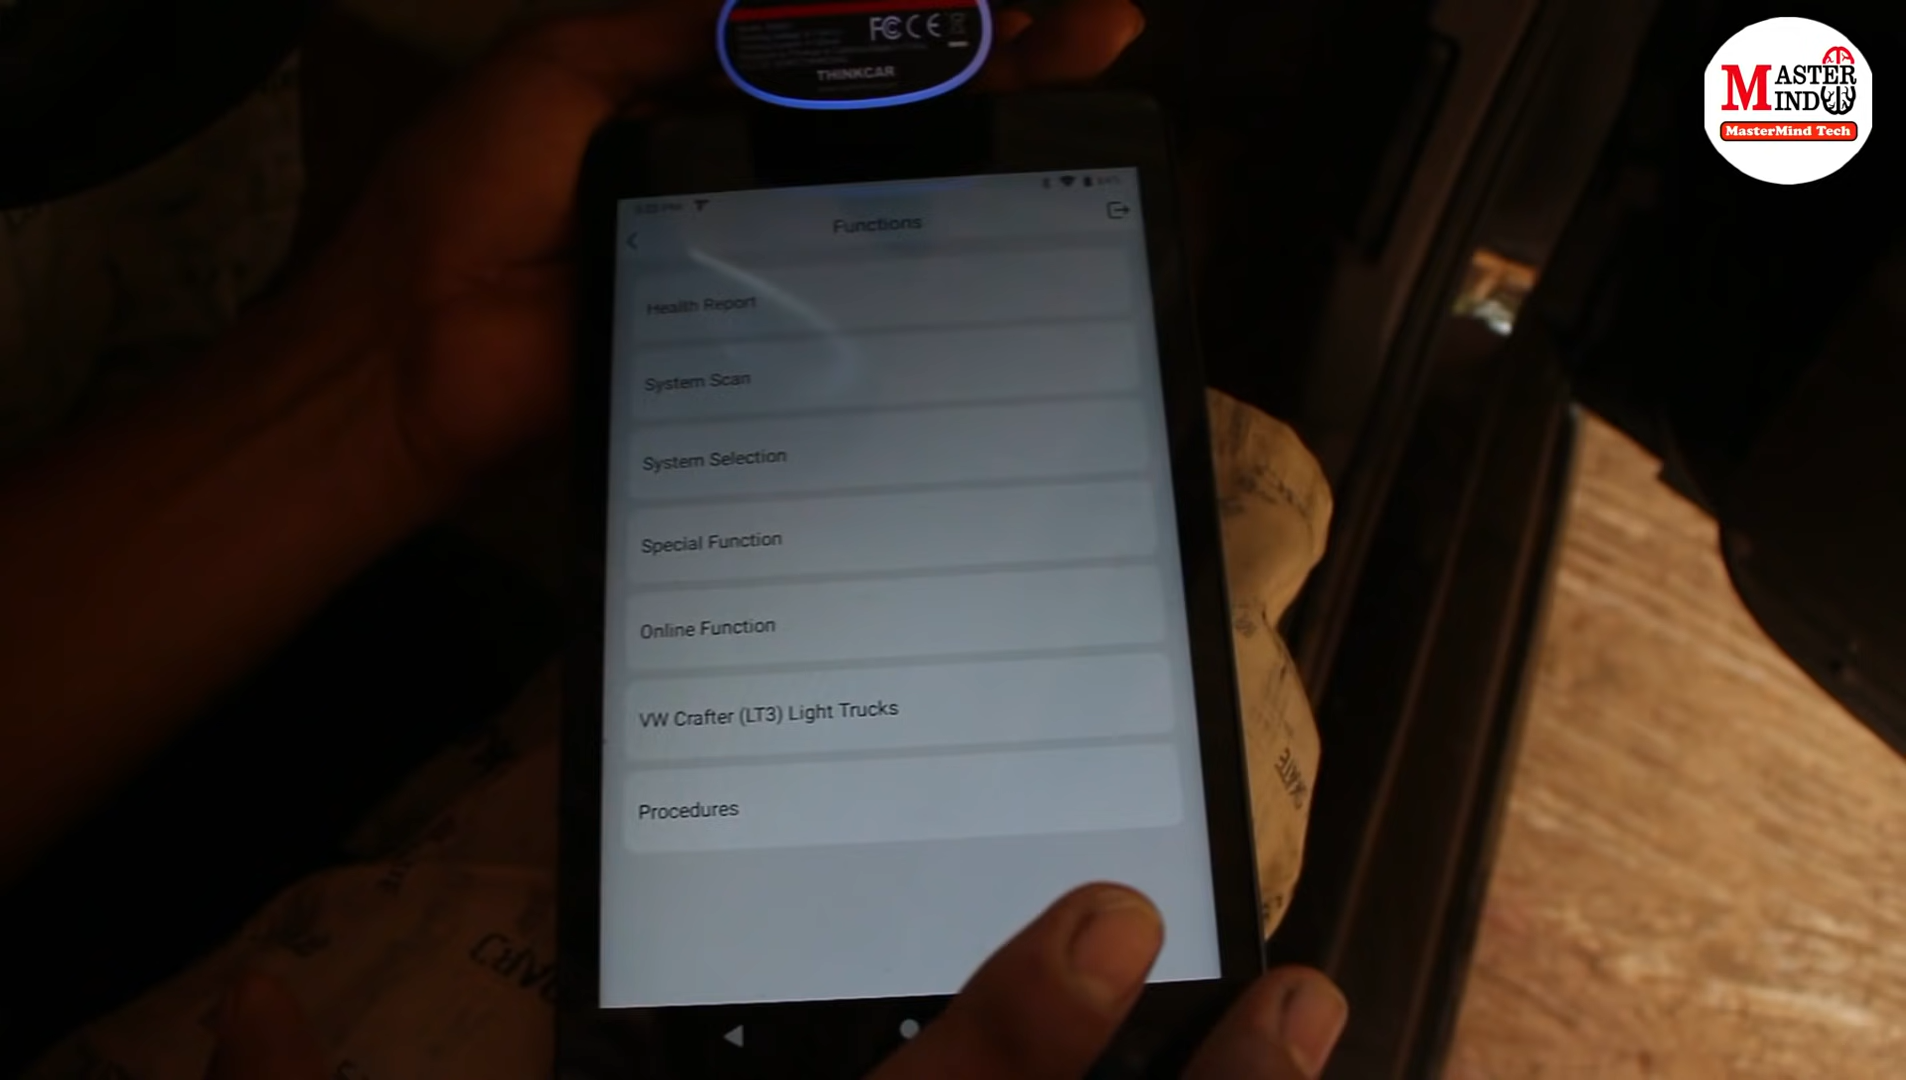 FC CE
THINKCAR
MASTER
MIND
MasterMind Tech
Functions
Health Report
System Scan
System Selection
Special Function
Online Function
VW Crafter (LT3) Light Trucks
Procedures